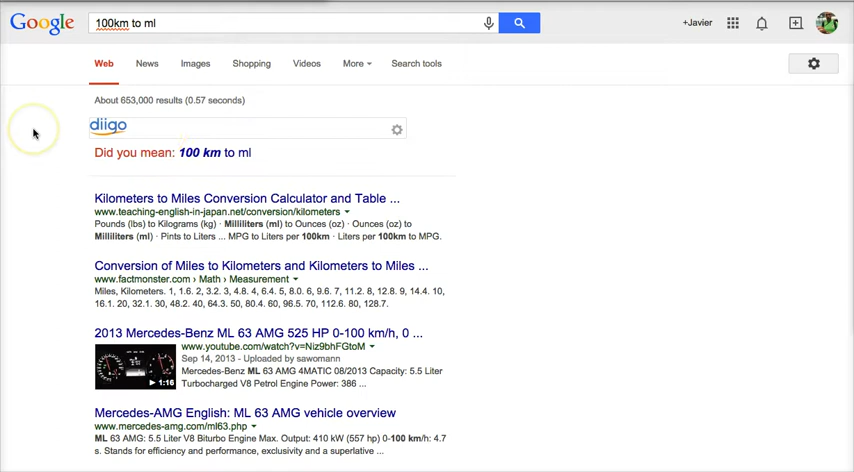 Google
100km to ml
+Javier
Web News Images Shopping Videos More Search tools
About 653,000 results (0.57 seconds)
diigo
Did you mean: 100 km to ml
Kilometers to Miles Conversion Calculator and Table ...
www.teaching-english-in-japan.net/conversion/kilometers
Pounds (lbs) to Kilograms (kg) · Milliliters (ml) to Ounces (oz) · Ounces (oz) to
Milliliters (ml) · Pints to Liters ... MPG to Liters per 100km · Liters per 100km to MPG.
Conversion of Miles to Kilometers and Kilometers to Miles ...
www.factmonster.com › Math › Measurement
Miles, Kilometers. 1, 1.6. 2, 3.2. 3, 4.8. 4, 6.4. 5, 8.0. 6, 9.6. 7, 11.2. 8, 12.8. 9, 14.4. 10,
16.1. 20, 32.1. 30, 48.2. 40, 64.3. 50, 80.4. 60, 96.5. 70, 112.6. 80, 128.7.
2013 Mercedes-Benz ML 63 AMG 525 HP 0-100 km/h, 0 ...
www.youtube.com/watch?v=Niz9bhFGtoM
Sep 14, 2013 - Uploaded by sawomann
Mercedes-Benz ML 63 AMG 4MATIC 08/2013 Capacity: 5.5 Liter
Turbocharged V8 Petrol Engine Power: 386 ...
1:16
Mercedes-AMG English: ML 63 AMG vehicle overview
www.mercedes-amg.com/ml63.php
ML 63 AMG: 5.5 Liter V8 Biturbo Engine Max. Output: 410 kW (557 hp) 0-100 km/h: 4.7
s. Stands for efficiency and performance, exclusivity and a superlative ...